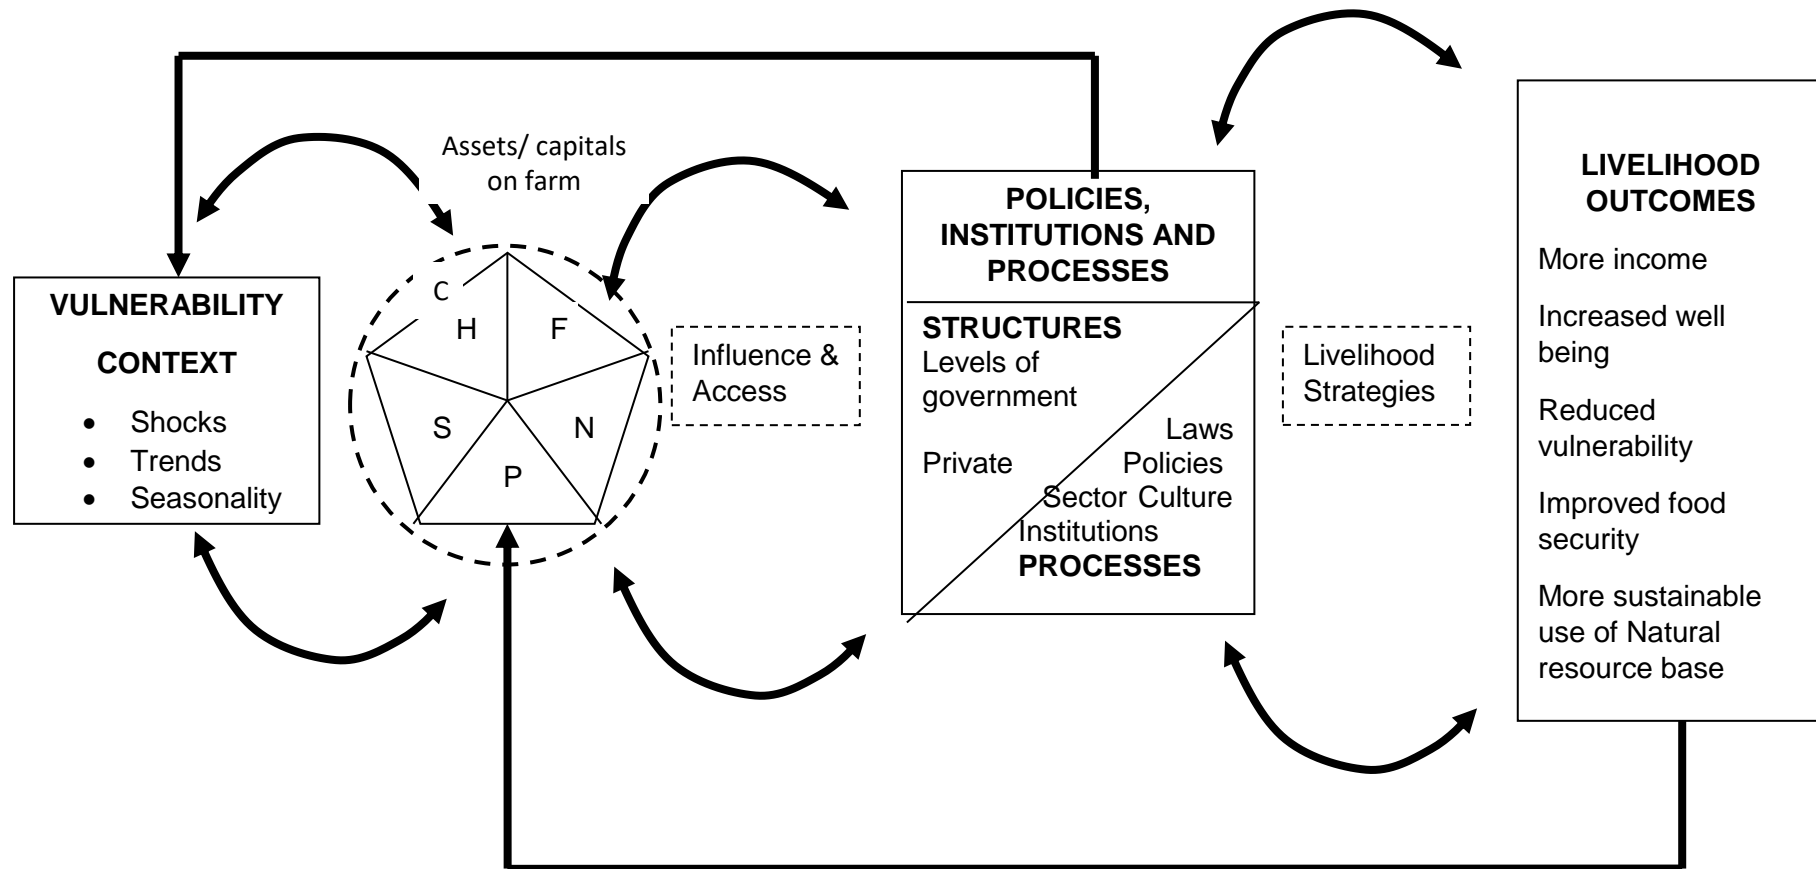 Assets/ capitals
on farm
VULNERABILITY
CONTEXT
• Shocks
• Trends
• Seasonality
C
H
F
S
N
P
Influence &
Access
POLICIES,
INSTITUTIONS AND
PROCESSES
STRUCTURES
Levels of
government
Laws
Private Policies
Sector Culture
Institutions
PROCESSES
Livelihood
Strategies
LIVELIHOOD
OUTCOMES
More income
Increased well
being
Reduced
vulnerability
Improved food
security
More sustainable
use of Natural
resource base